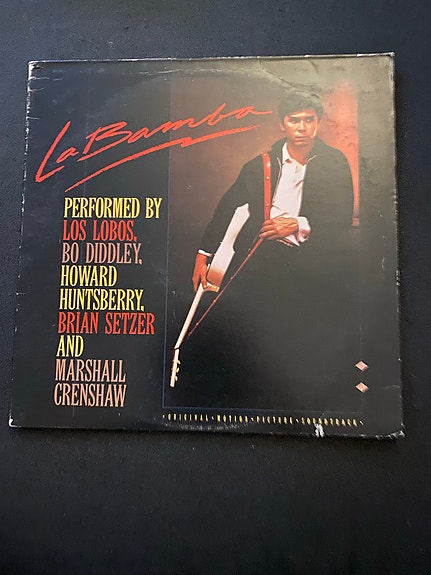 La Bamba
PERFORMED BY
LOS LOBOS,
BO DIDDLEY,
HOWARD
HUNTSBERRY,
BRIAN SETZER
AND
MARSHALL
CRENSHAW
·ORIGINAL·MOTION·PICTURE·SOUNDTRACK·